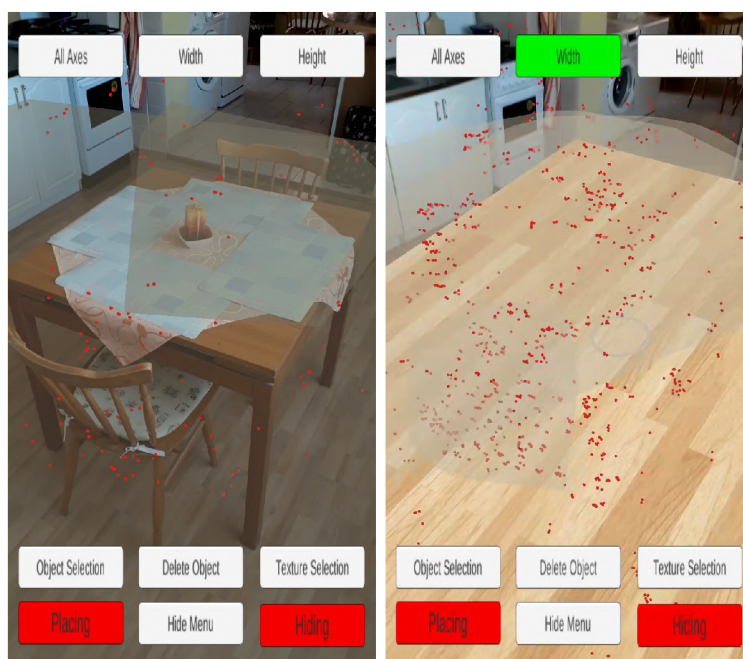 All Axes Width Height
All Axes Width Height
Object Selection Delete Object Texture Selection
Object Selection Delete Object Texture Selection
Placing Hide Menu Hiding
Placing Hide Menu Hiding